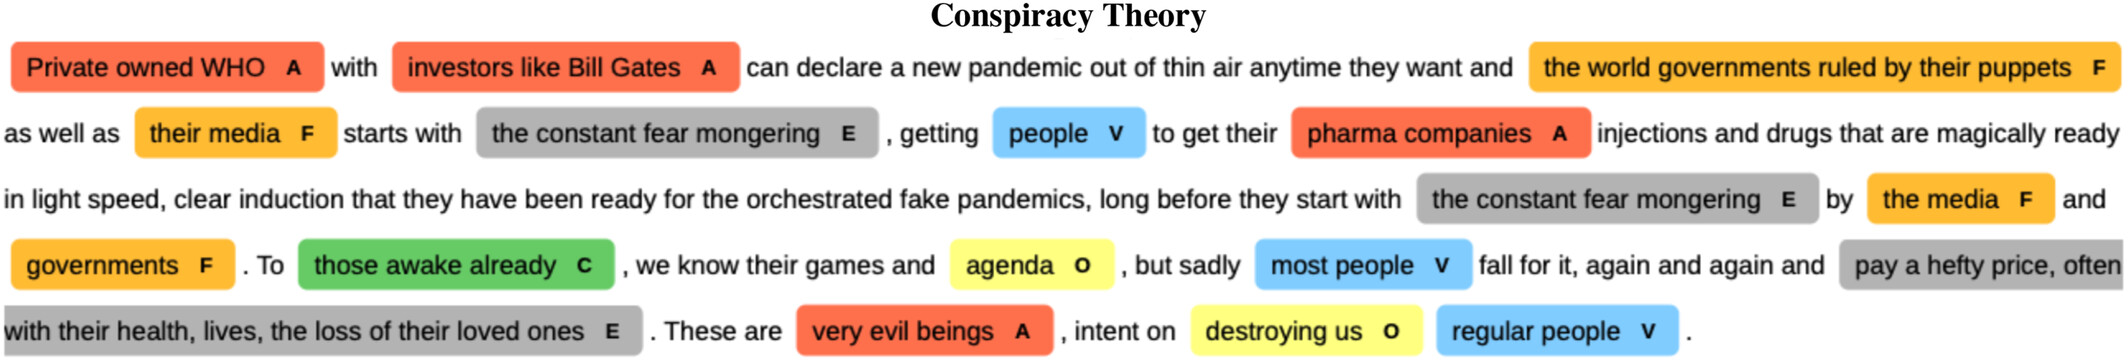 Conspiracy Theory
Private owned WHO A with investors like Bill Gates A can declare a new pandemic out of thin air anytime they want and the world governments ruled by their puppets F
as well as their media F starts with the constant fear mongering E , getting people V to get their pharma companies A injections and drugs that are magically ready
in light speed, clear induction that they have been ready for the orchestrated fake pandemics, long before they start with the constant fear mongering E by the media F and
governments F . To those awake already C , we know their games and agenda O , but sadly most people V fall for it, again and again and pay a hefty price, often
with their health, lives, the loss of their loved ones E . These are very evil beings A , intent on destroying us O regular people V .